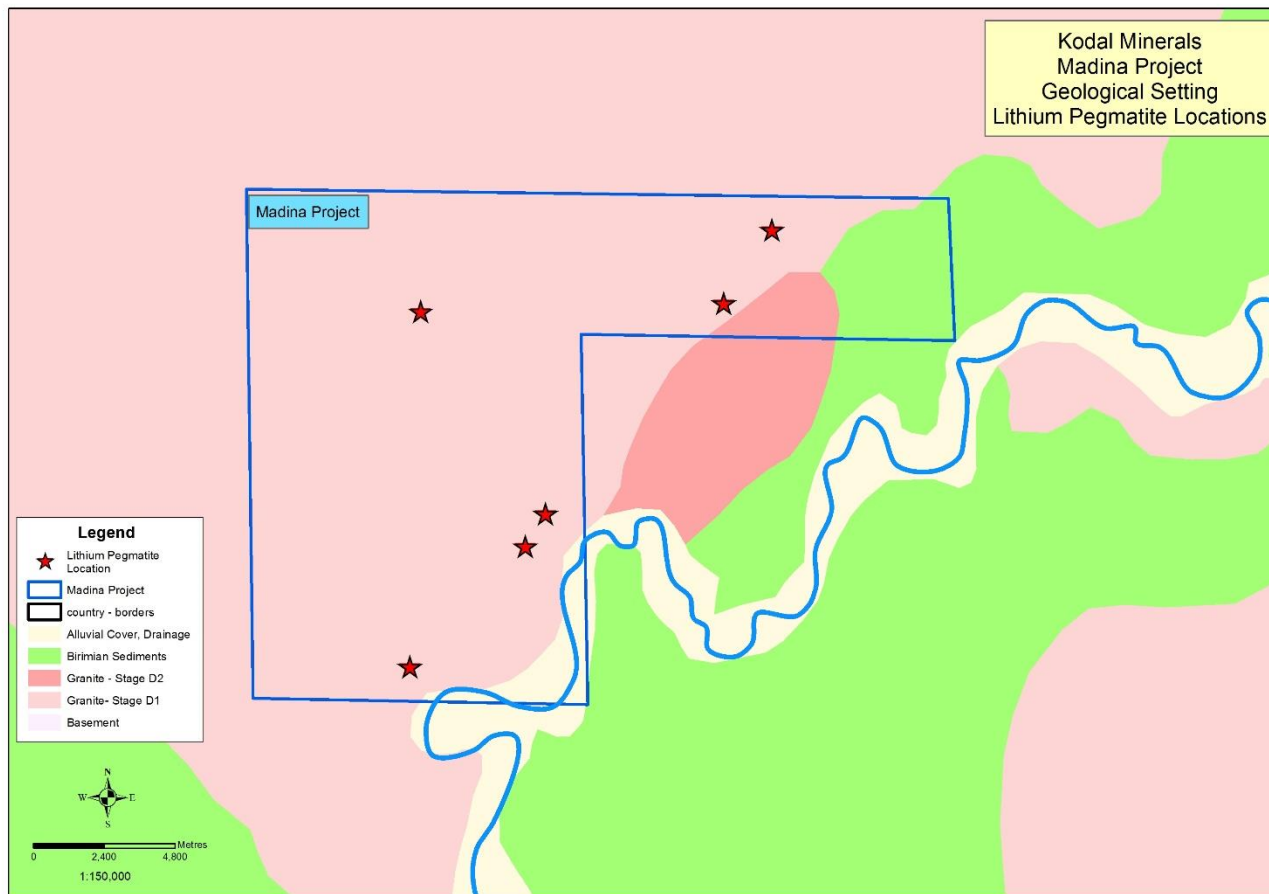 Kodal Minerals
Madina Project
Geological Setting
Lithium Pegmatite Locations
Madina Project
Legend
Lithium Pegmatite
Location
Madina Project
country - borders
Alluvial Cover, Drainage
Birimian Sediments
Granite - Stage D2
Granite- Stage D1
Basement
N
W E
S
Metres
0 2,400 4,800
1:150,000